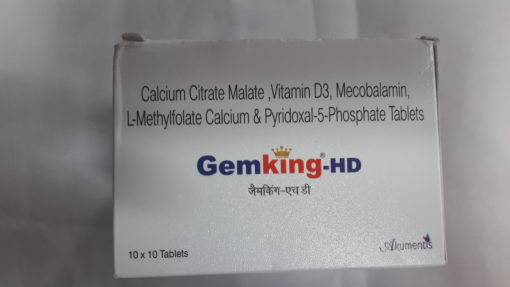 Calcium Citrate Malate ,Vitamin D3, Mecobalamin,
L-Methylfolate Calcium & Pyridoxal-5-Phosphate Tablets
Gemking®-HD
जैमकिंग-एच डी
10 x 10 Tablets
Akumentis